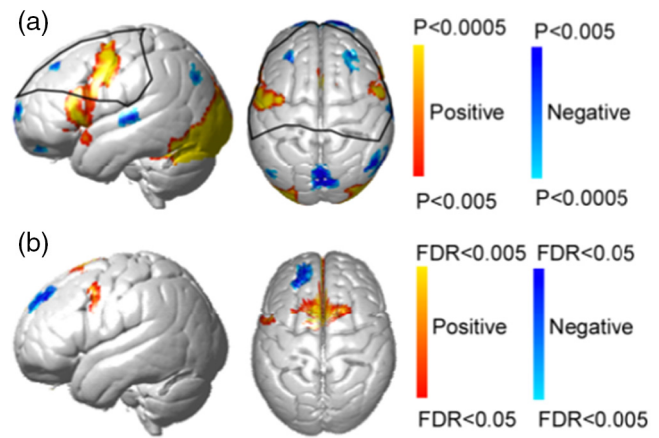 (a)
P<0.0005 P<0.005
Positive Negative
P<0.005 P<0.0005
(b)
FDR<0.005 FDR<0.05
Positive Negative
FDR<0.05 FDR<0.005